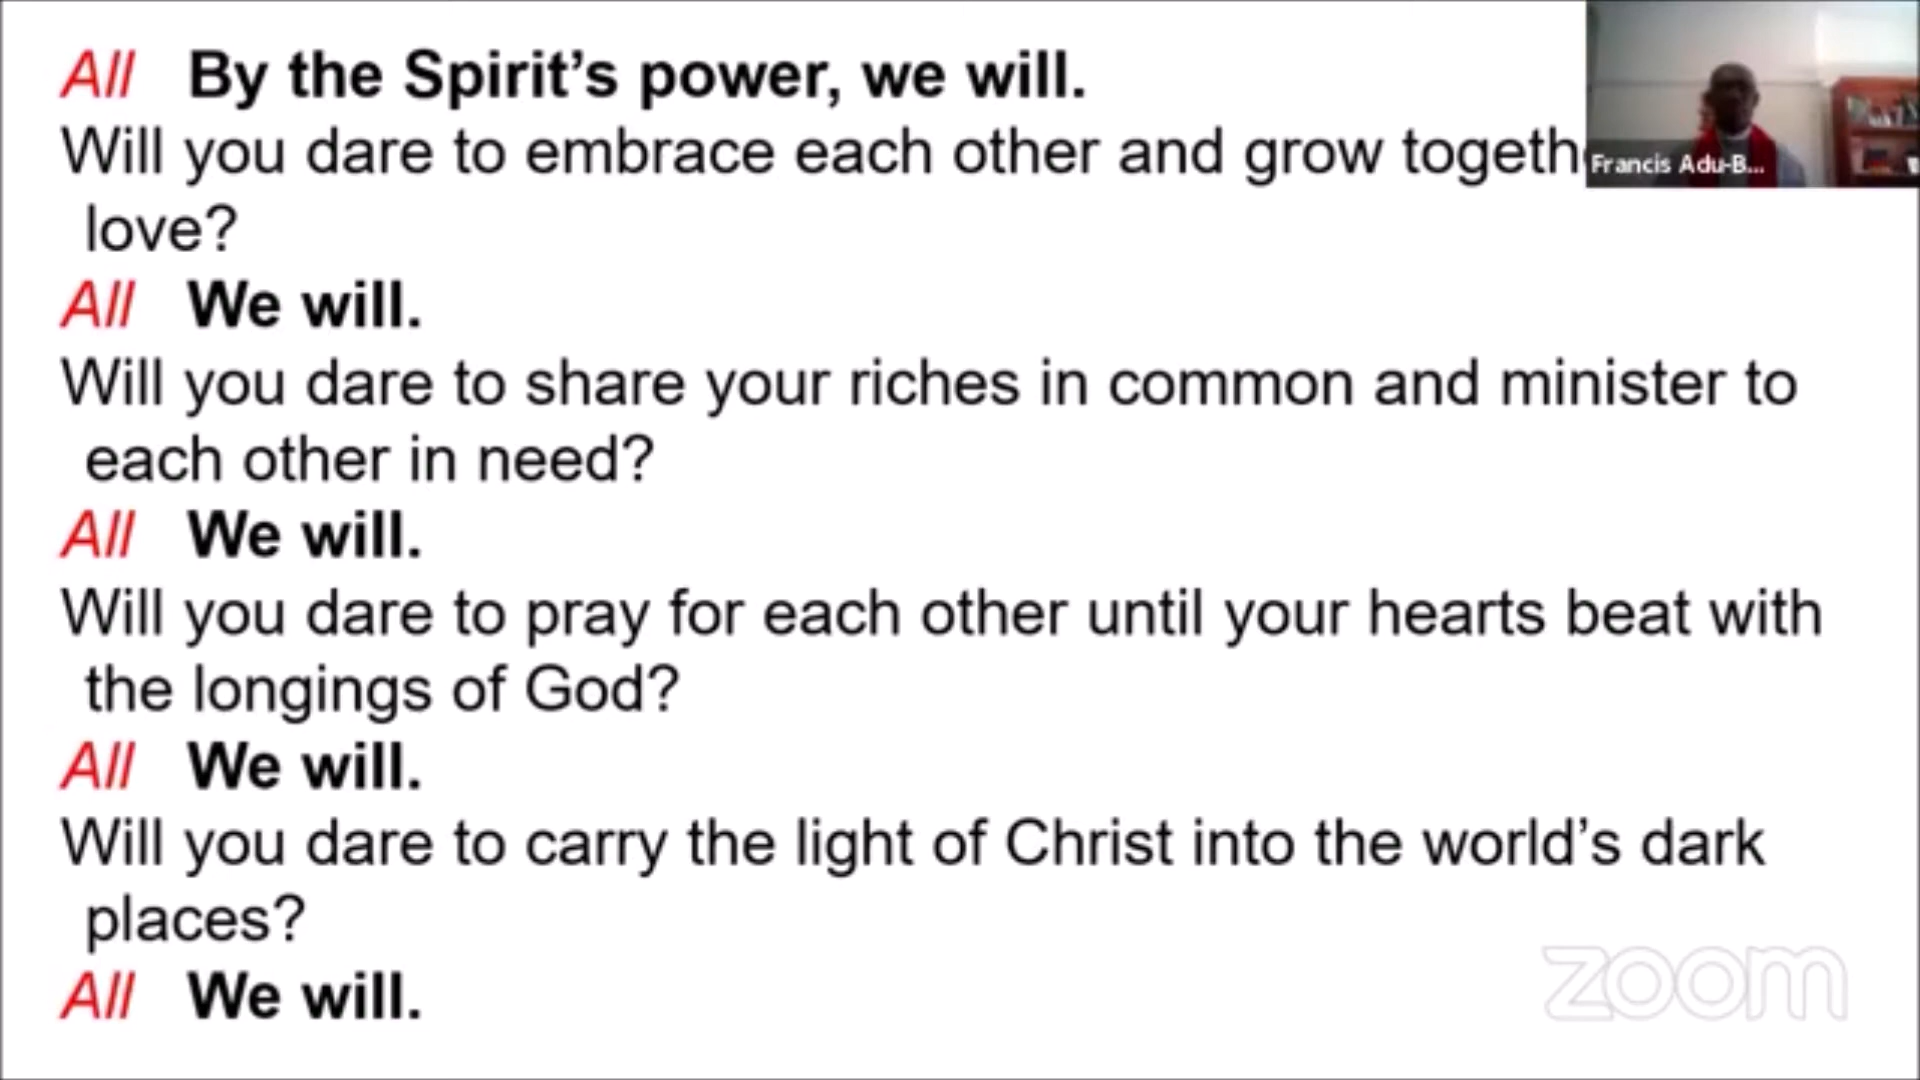 All By the Spirit’s power, we will.
Will you dare to embrace each other and grow togeth
Francis Adu-B...
love?
All We will.
Will you dare to share your riches in common and minister to
each other in need?
All We will.
Will you dare to pray for each other until your hearts beat with
the longings of God?
All We will.
Will you dare to carry the light of Christ into the world’s dark
places?
All We will.
zoom